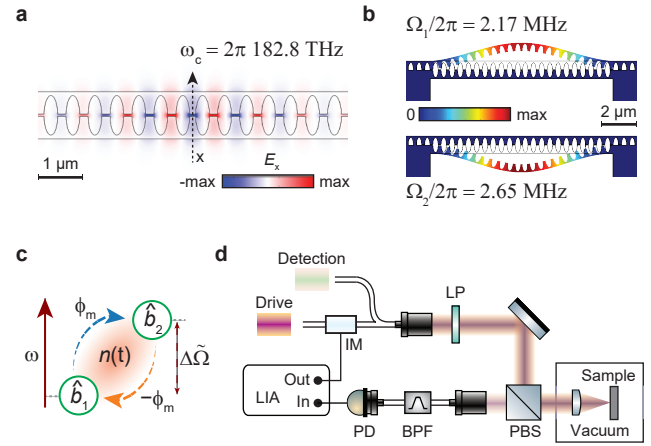 a
ω_c = 2π 182.8 THz
x
1 μm
E_x
-max
max
b
Ω_1/2π = 2.17 MHz
0
max
2 μm
Ω_2/2π = 2.65 MHz
c
ω
ϕ_m
b̂_2
n(t)
ΔΩ̃
b̂_1
-ϕ_m
d
Detection
Drive
LP
IM
Out
LIA
In
PD
BPF
PBS
Sample
Vacuum